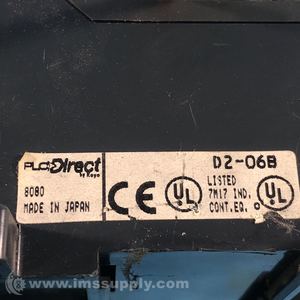 PLC Direct D2-06B
by Koyo
8080
MADE IN JAPAN
CE
UL
LISTED
7M17 IND.
CONT.EQ.
UL
www.imssupply.com